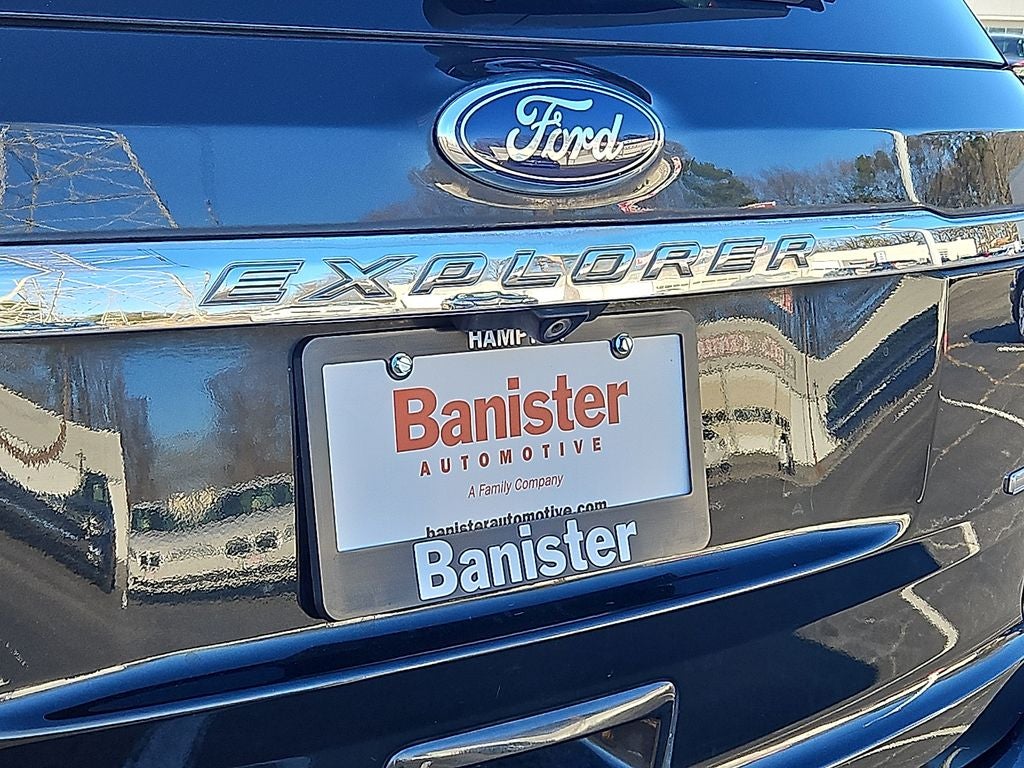 Ford
EXPLORER
Banister
AUTOMOTIVE
A Family Company
banisterautomotive.com
Banister